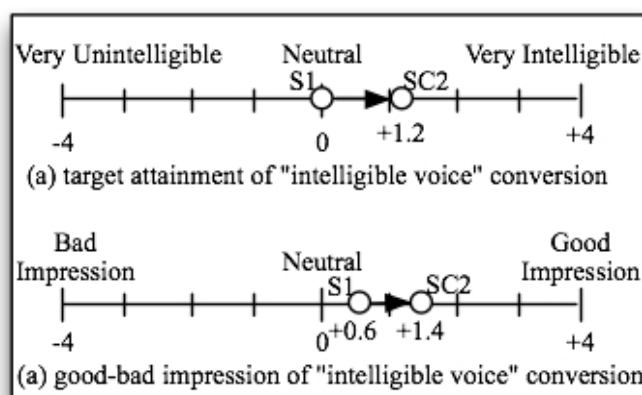 Very Unintelligible Neutral Very Intelligible
S1 SC2
-4 0 +1.2 +4
(a) target attainment of "intelligible voice" conversion
Bad Impression Neutral Good Impression
S1 SC2
-4 0 +0.6 +1.4 +4
(a) good-bad impression of "intelligible voice" conversion